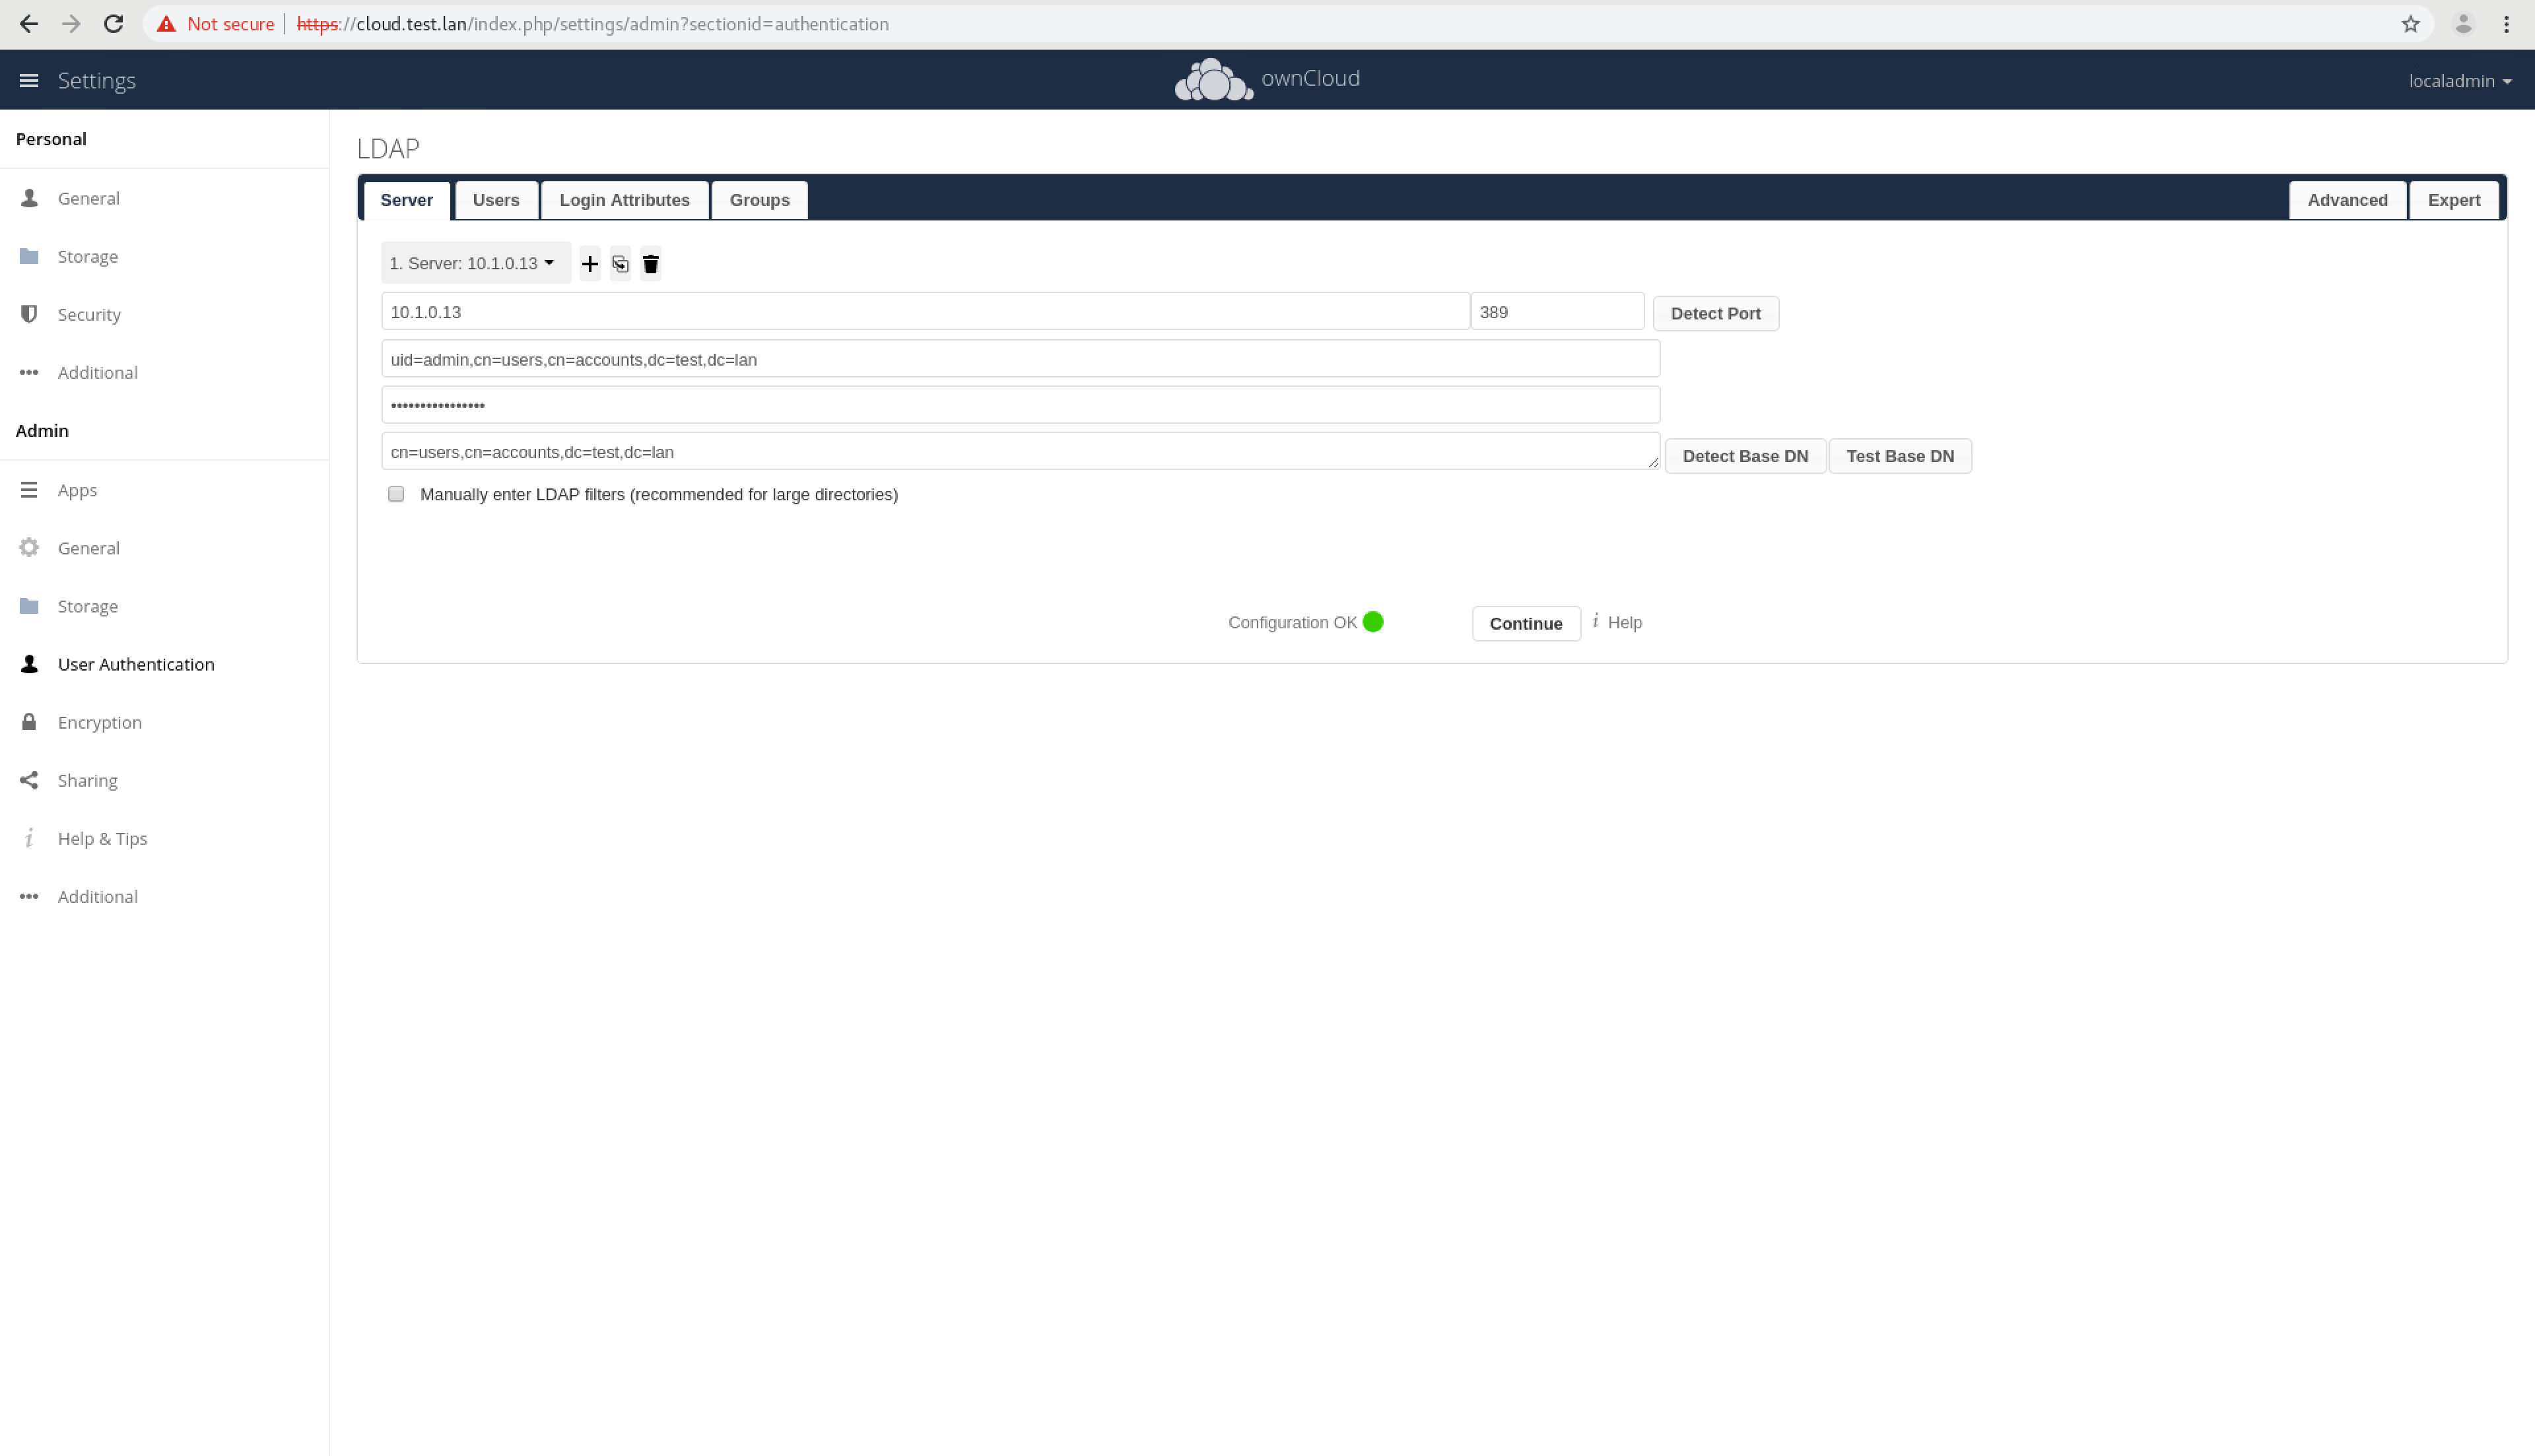 Not secure https://cloud.test.lan/index.php/settings/admin?sectionid=authentication
Settings
ownCloud
localadmin
Personal
General
Storage
Security
Additional
Admin
Apps
General
Storage
User Authentication
Encryption
Sharing
Help & Tips
Additional
LDAP
Server Users Login Attributes Groups Advanced Expert
1. Server: 10.1.0.13
10.1.0.13 389 Detect Port
uid=admin,cn=users,cn=accounts,dc=test,dc=lan
••••••••••••••••
cn=users,cn=accounts,dc=test,dc=lan Detect Base DN Test Base DN
Manually enter LDAP filters (recommended for large directories)
Configuration OK Continue i Help